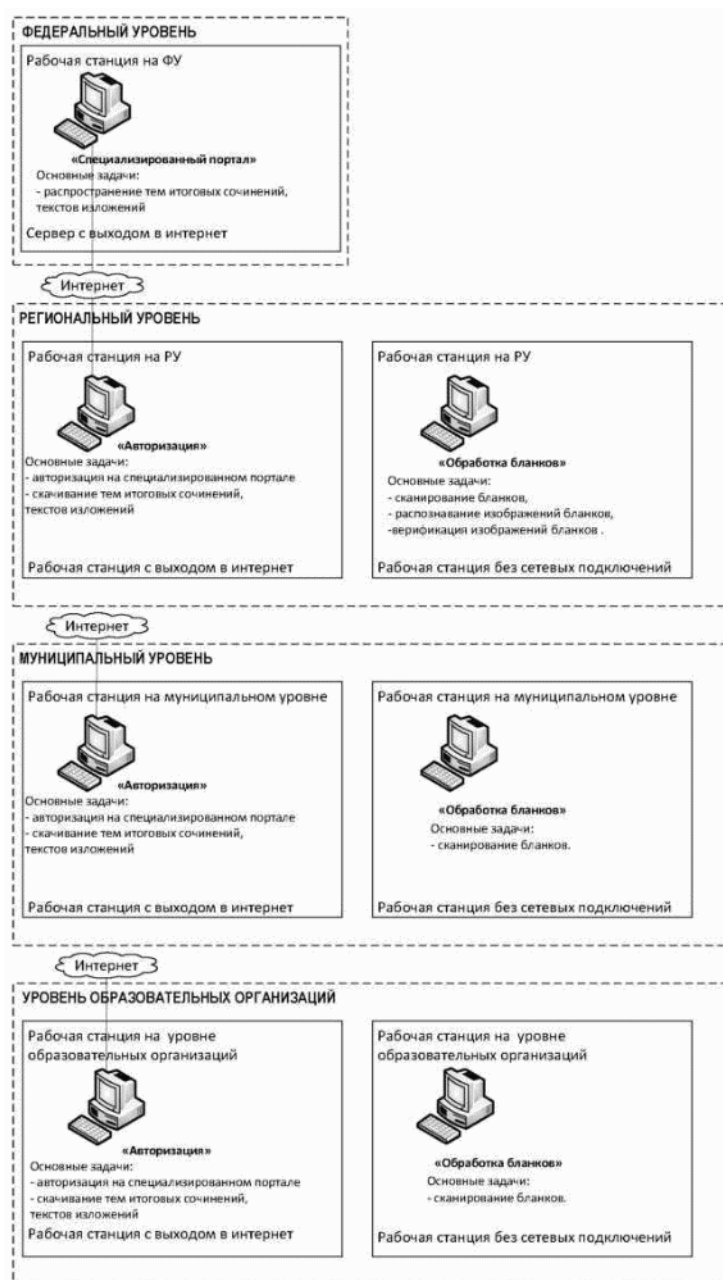 ФЕДЕРАЛЬНЫЙ УРОВЕНЬ
Рабочая станция на ФУ
«Специализированный портал»
Основные задачи:
- распространение тем итоговых сочинений,
текстов изложений
Сервер с выходом в интернет
Интернет
РЕГИОНАЛЬНЫЙ УРОВЕНЬ
Рабочая станция на РУ
«Авторизация»
Основные задачи:
- авторизация на специализированном портале
- скачивание тем итоговых сочинений,
текстов изложений
Рабочая станция с выходом в интернет
Рабочая станция на РУ
«Обработка бланков»
Основные задачи:
- сканирование бланков,
- распознавание изображений бланков,
-верификация изображений бланков .
Рабочая станция без сетевых подключений
Интернет
МУНИЦИПАЛЬНЫЙ УРОВЕНЬ
Рабочая станция на муниципальном уровне
«Авторизация»
Основные задачи:
- авторизация на специализированном портале
- скачивание тем итоговых сочинений,
текстов изложений
Рабочая станция с выходом в интернет
Рабочая станция на муниципальном уровне
«Обработка бланков»
Основные задачи:
- сканирование бланков.
Рабочая станция без сетевых подключений
Интернет
УРОВЕНЬ ОБРАЗОВАТЕЛЬНЫХ ОРГАНИЗАЦИЙ
Рабочая станция на уровне
образовательных организаций
«Авторизация»
Основные задачи:
- авторизация на специализированном портале
- скачивание тем итоговых сочинений,
текстов изложений
Рабочая станция с выходом в интернет
Рабочая станция на уровне
образовательных организаций
«Обработка бланков»
Основные задачи:
- сканирование бланков.
Рабочая станция без сетевых подключений